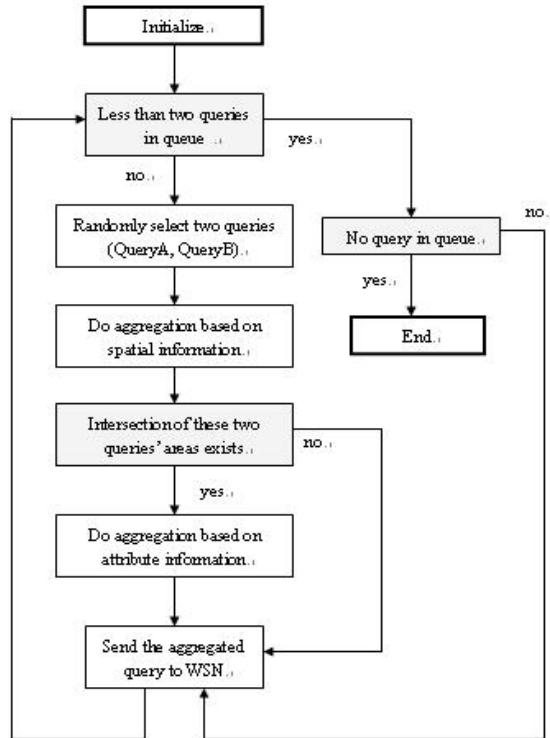 Initialize.
Less than two queries
in queue
yes.
no.
Randomly select two queries
(QueryA, QueryB).
No query in queue.
no.
yes.
Do aggregation based on
spatial information.
End.
Intersection of these two
queries' areas exists.
no.
yes.
Do aggregation based on
attribute information.
Send the aggregated
query to WSN.